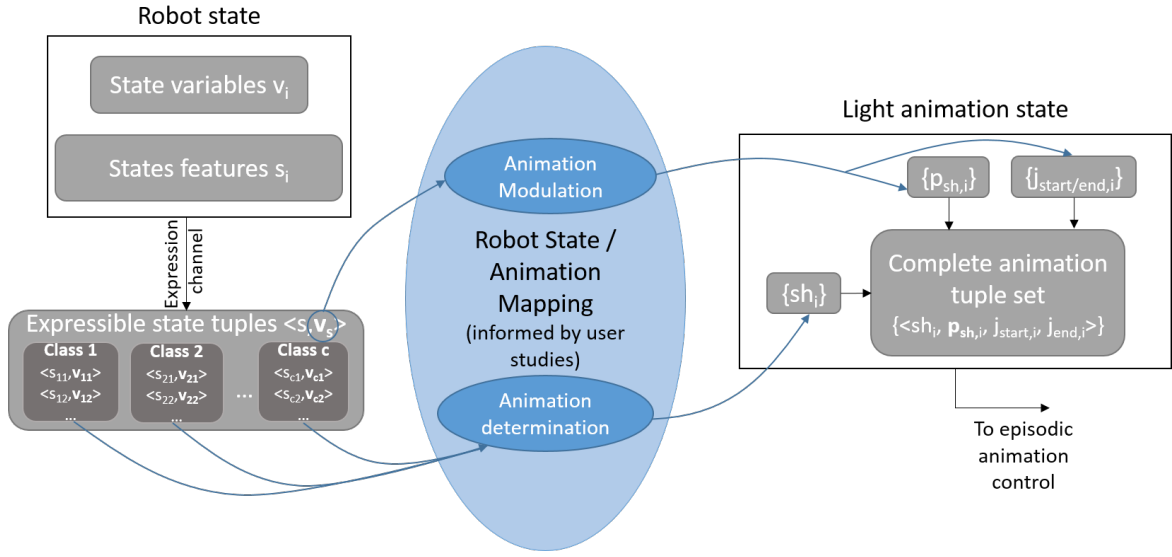 Robot state
State variables vi
States features si
Expression
channel
Expressible state tuples <s,vs>
Class 1
<s11,v11>
<s12,v12>
...
Class 2
<s21,v21>
<s22,v22>
...
...
Class c
<sc1,vc1>
<sc2,vc2>
...
Animation
Modulation
Robot State /
Animation
Mapping
(informed by user
studies)
Animation
determination
Light animation state
{psh,i}
{jstart/end,i}
{shi}
Complete animation
tuple set
{<shi, psh,i, jstart,i, jend,i>}
To episodic
animation
control